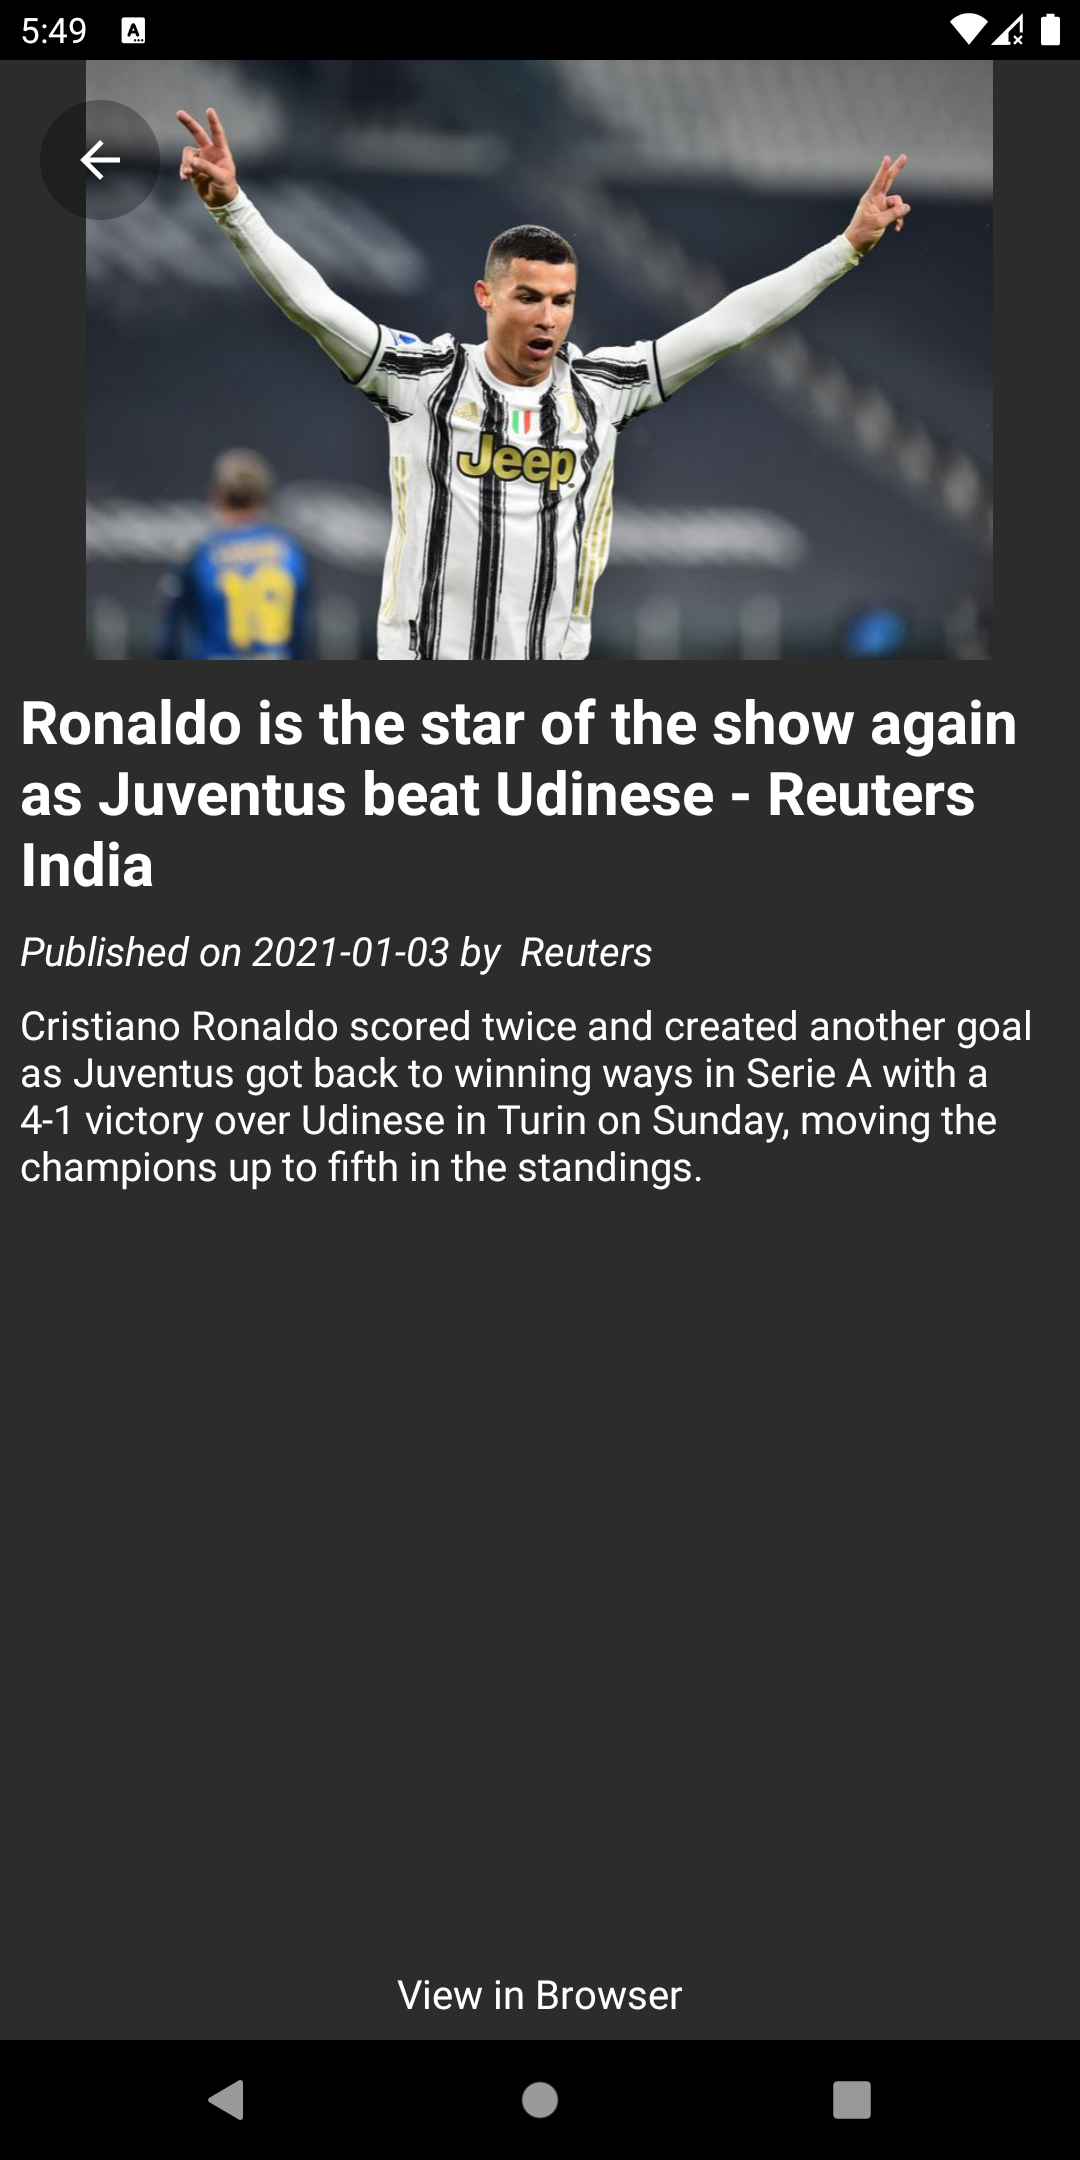 5:49
A
Jeep
19
Ronaldo is the star of the show again
as Juventus beat Udinese - Reuters
India
Published on 2021-01-03 by  Reuters
Cristiano Ronaldo scored twice and created another goal
as Juventus got back to winning ways in Serie A with a
4-1 victory over Udinese in Turin on Sunday, moving the
champions up to fifth in the standings.
View in Browser